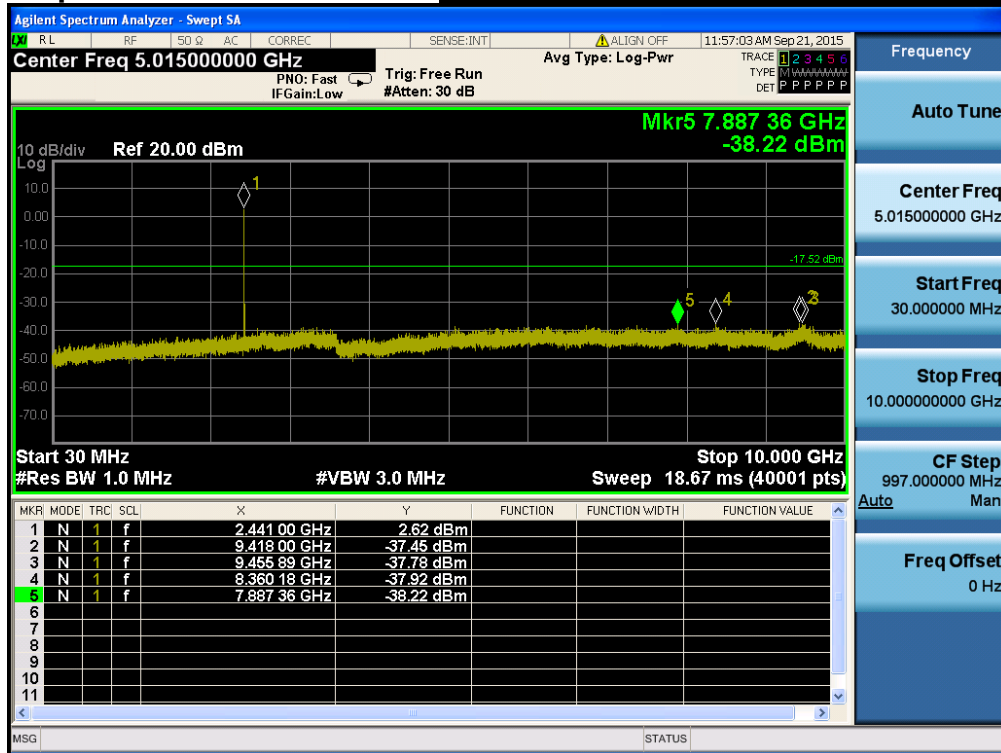 Agilent Spectrum Analyzer - Swept SA
LXI RL RF 50 Ω AC CORREC SENSE:INT ALIGN OFF 11:57:03 AM Sep 21, 2015
Center Freq 5.015000000 GHz
PNO: Fast
IFGain:Low
Trig: Free Run
#Atten: 30 dB
Avg Type: Log-Pwr
TRACE 1 2 3 4 5 6
TYPE M WWWWW
DET P P P P P P
Mkr5 7.887 36 GHz
-38.22 dBm
10 dB/div Ref 20.00 dBm
Log
10.0
0.00
-10.0
-20.0
-30.0
-40.0
-50.0
-60.0
-70.0
1
-17.52 dBm
5
4
2
3
Start 30 MHz Stop 10.000 GHz
#Res BW 1.0 MHz #VBW 3.0 MHz Sweep 18.67 ms (40001 pts)
MKR MODE TRC SCL X Y FUNCTION FUNCTION WIDTH FUNCTION VALUE
1 N 1 f 2.441 00 GHz 2.62 dBm
2 N 1 f 9.418 00 GHz -37.45 dBm
3 N 1 f 9.455 89 GHz -37.78 dBm
4 N 1 f 8.360 18 GHz -37.92 dBm
5 N 1 f 7.887 36 GHz -38.22 dBm
6
7
8
9
10
11
MSG STATUS
Frequency
Auto Tune
Center Freq
5.015000000 GHz
Start Freq
30.000000 MHz
Stop Freq
10.000000000 GHz
CF Step
997.000000 MHz
Auto Man
Freq Offset
0 Hz